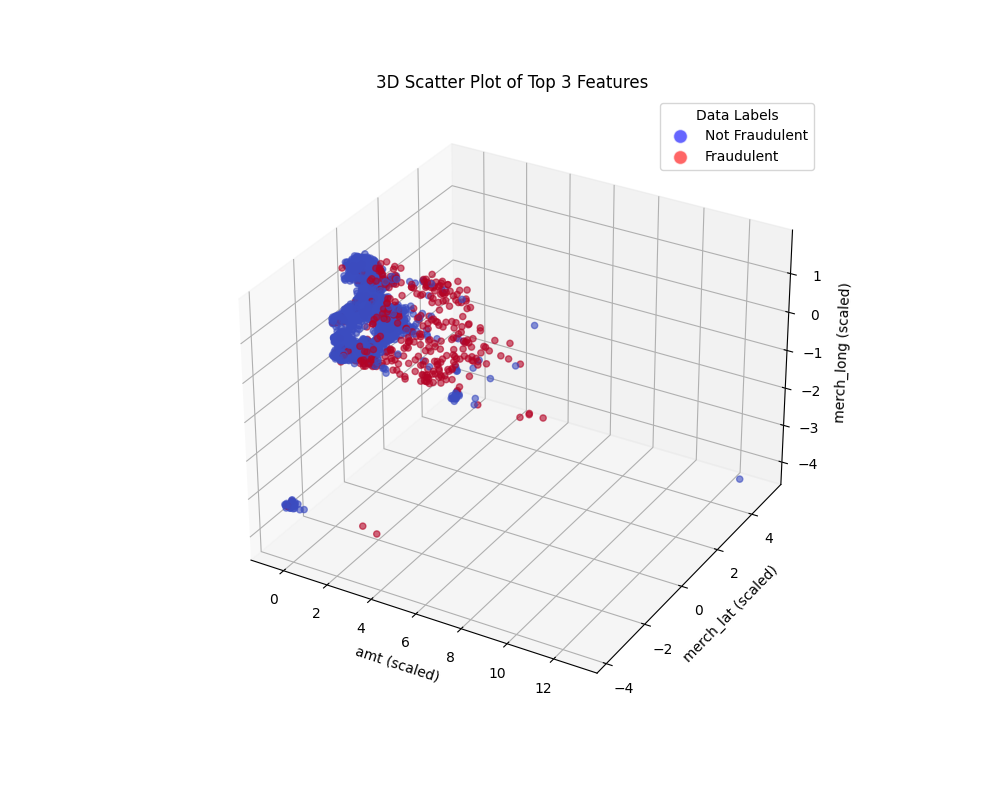 3D Scatter Plot of Top 3 Features
Data Labels
Not Fraudulent
Fraudulent
1
0
−1
−2
−3
−4
merch_long (scaled)
4
2
0
−2
−4
merch_lat (scaled)
0
2
4
6
8
10
12
amt (scaled)